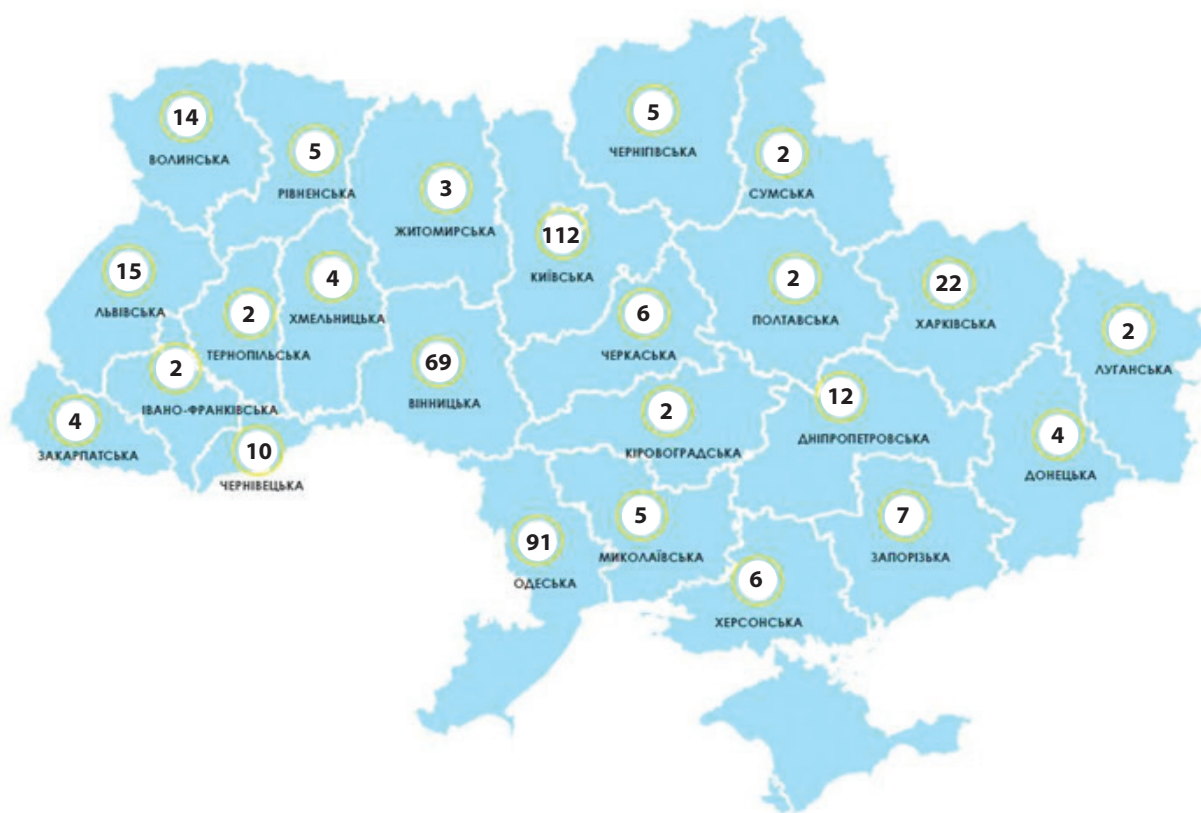 14
ВОЛИНСЬКА
5
РІВНЕНСЬКА
3
ЖИТОМИРСЬКА
112
КИЇВСЬКА
5
ЧЕРНІГІВСЬКА
2
СУМСЬКА
15
ЛЬВІВСЬКА
2
ТЕРНОПІЛЬСЬКА
4
ХМЕЛЬНИЦЬКА
69
ВІННИЦЬКА
6
ЧЕРКАСЬКА
2
ПОЛТАВСЬКА
22
ХАРКІВСЬКА
2
ЛУГАНСЬКА
4
ЗАКАРПАТСЬКА
2
ІВАНО-ФРАНКІВСЬКА
10
ЧЕРНІВЕЦЬКА
2
КІРОВОГРАДСЬКА
12
ДНІПРОПЕТРОВСЬКА
4
ДОНЕЦЬКА
91
ОДЕСЬКА
5
МИКОЛАЇВСЬКА
6
ХЕРСОНСЬКА
7
ЗАПОРІЗЬКА